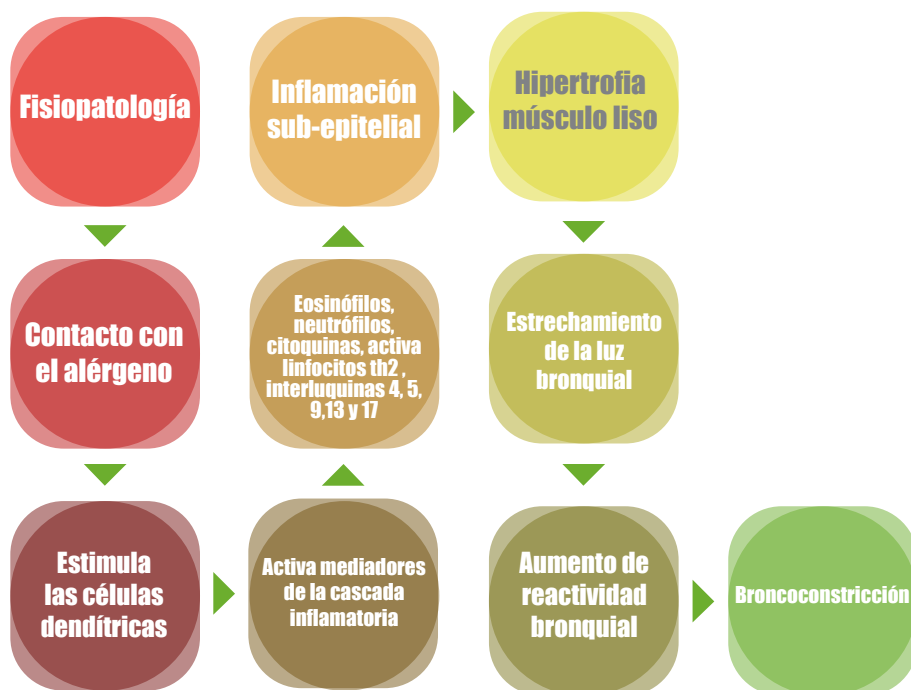 Fisiopatología
Contacto con
el alérgeno
Estimula
las células
dendítricas
Activa mediadores
de la cascada
inflamatoria
Eosinófilos,
neutrófilos,
citoquinas, activa
linfocitos th2 ,
interluquinas 4, 5,
9,13 y 17
Inflamación
sub-epitelial
Hipertrofia
músculo liso
Estrechamiento
de la luz
bronquial
Aumento de
reactividad
bronquial
Broncoconstricción